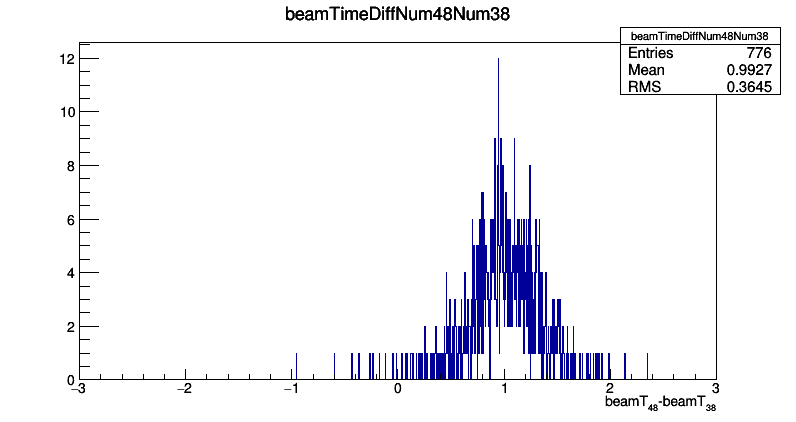 beamTimeDiffNum48Num38
beamTimeDiffNum48Num38
Entries 776
Mean 0.9927
RMS 0.3645
12
10
8
6
4
2
0
−3 −2 −1 0 1 2 3
beamT48-beamT38